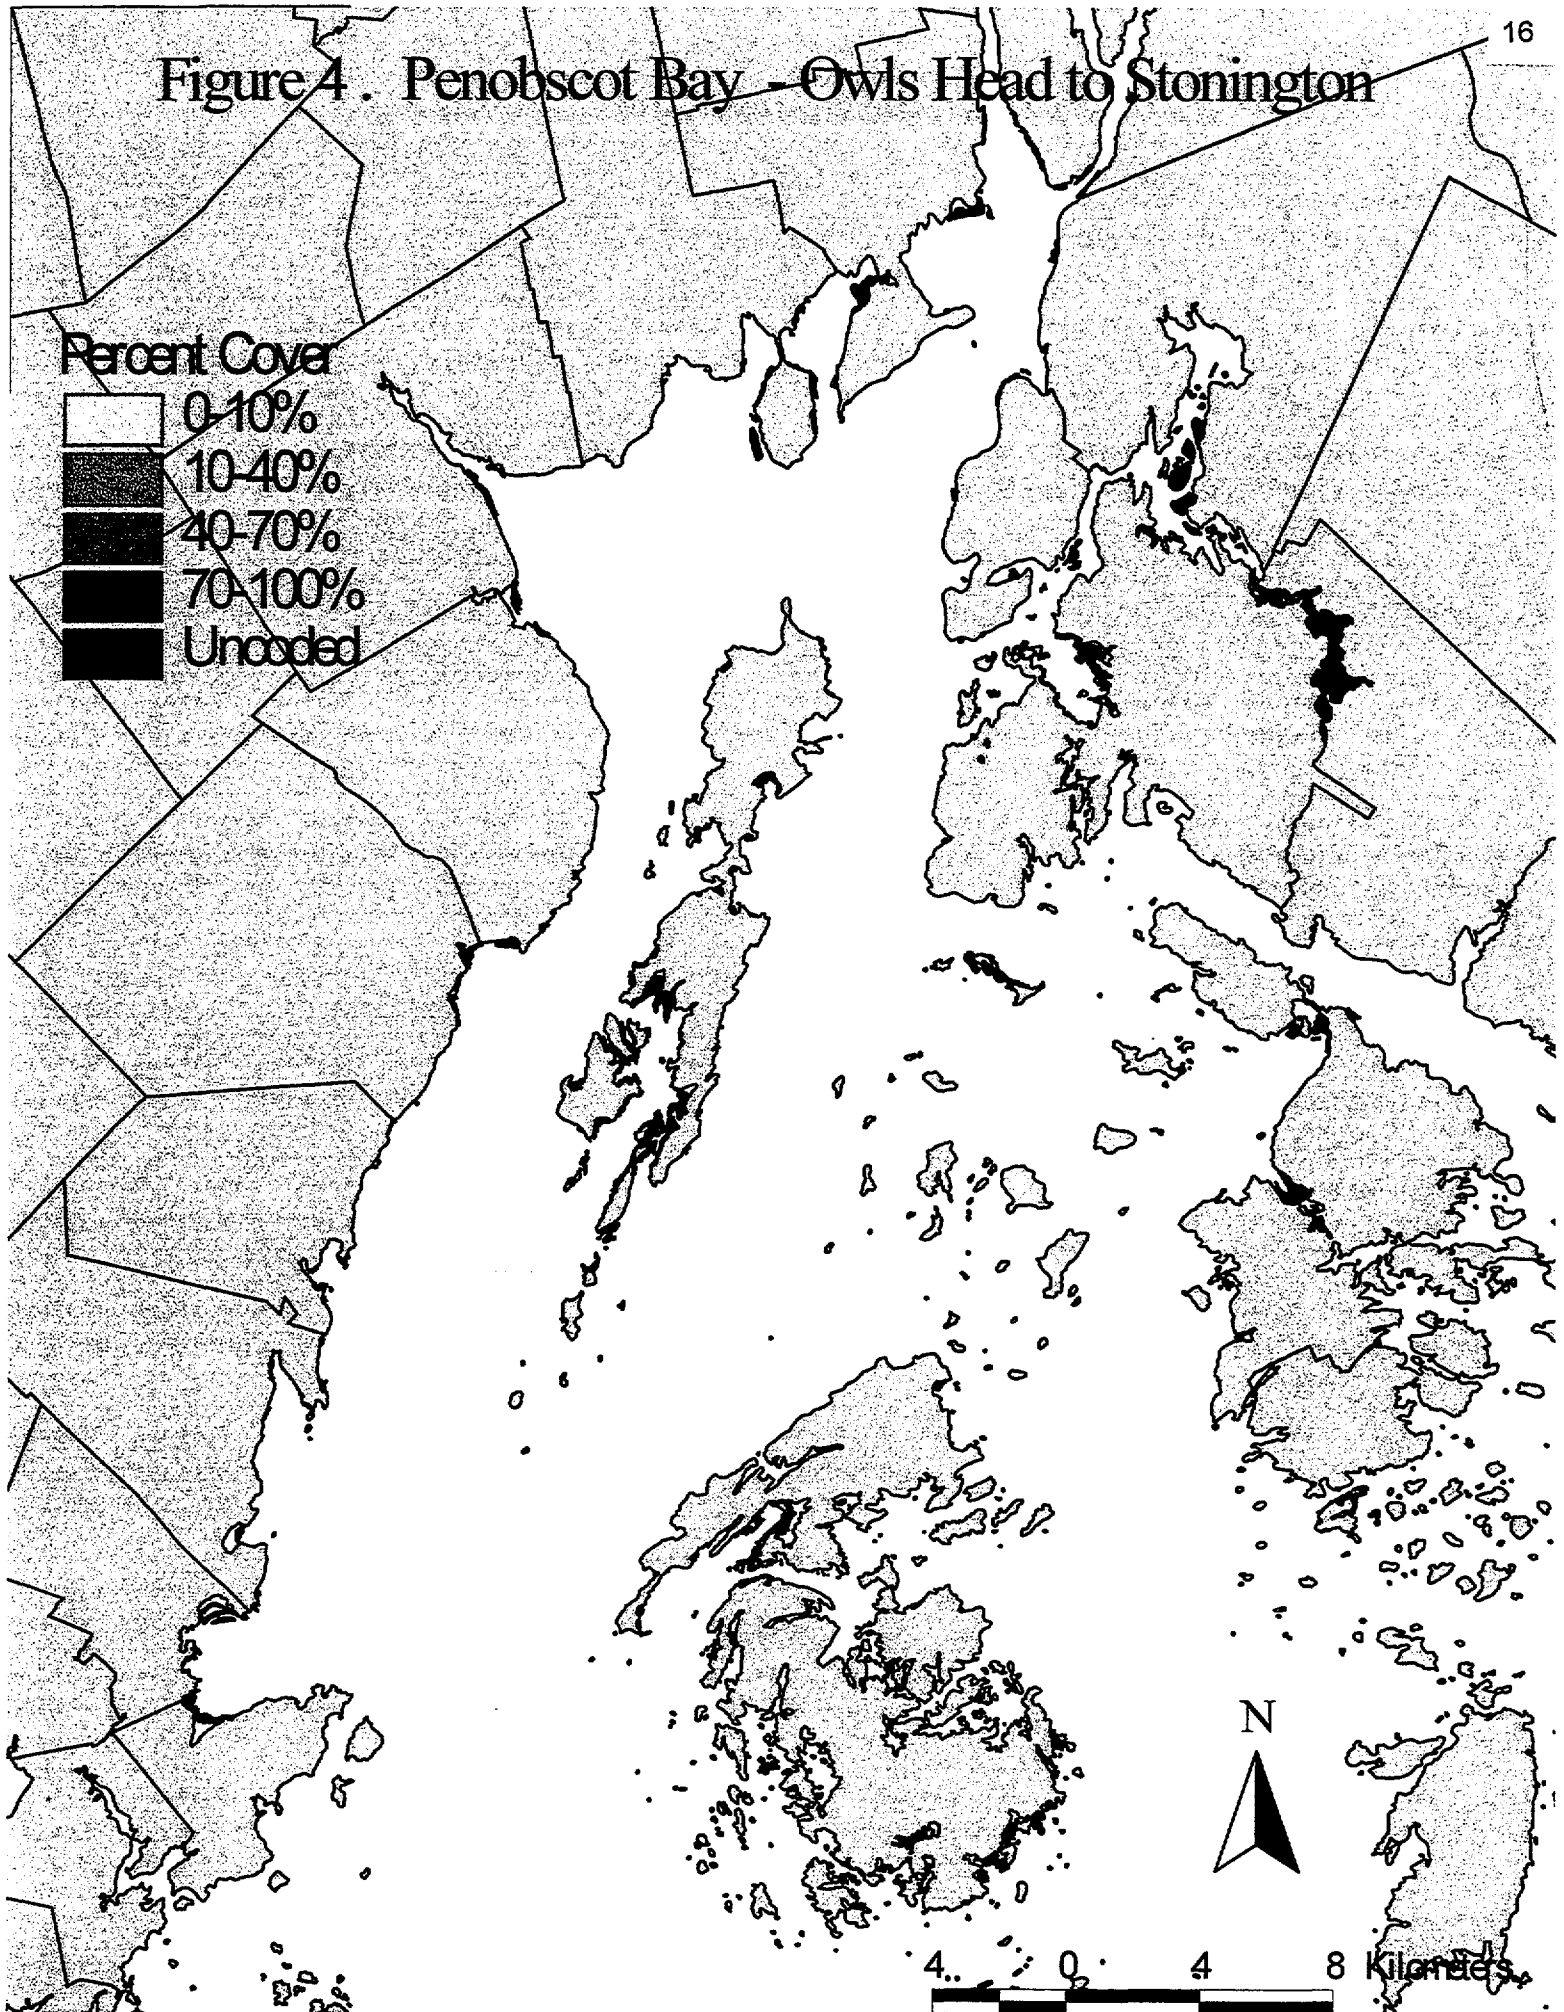 16
Figure 4. Penobscot Bay - Owls Head to Stonington
Percent Cover
0-10%
10-40%
40-70%
70-100%
Uncoded
N
4 0 4 8 Kilometers